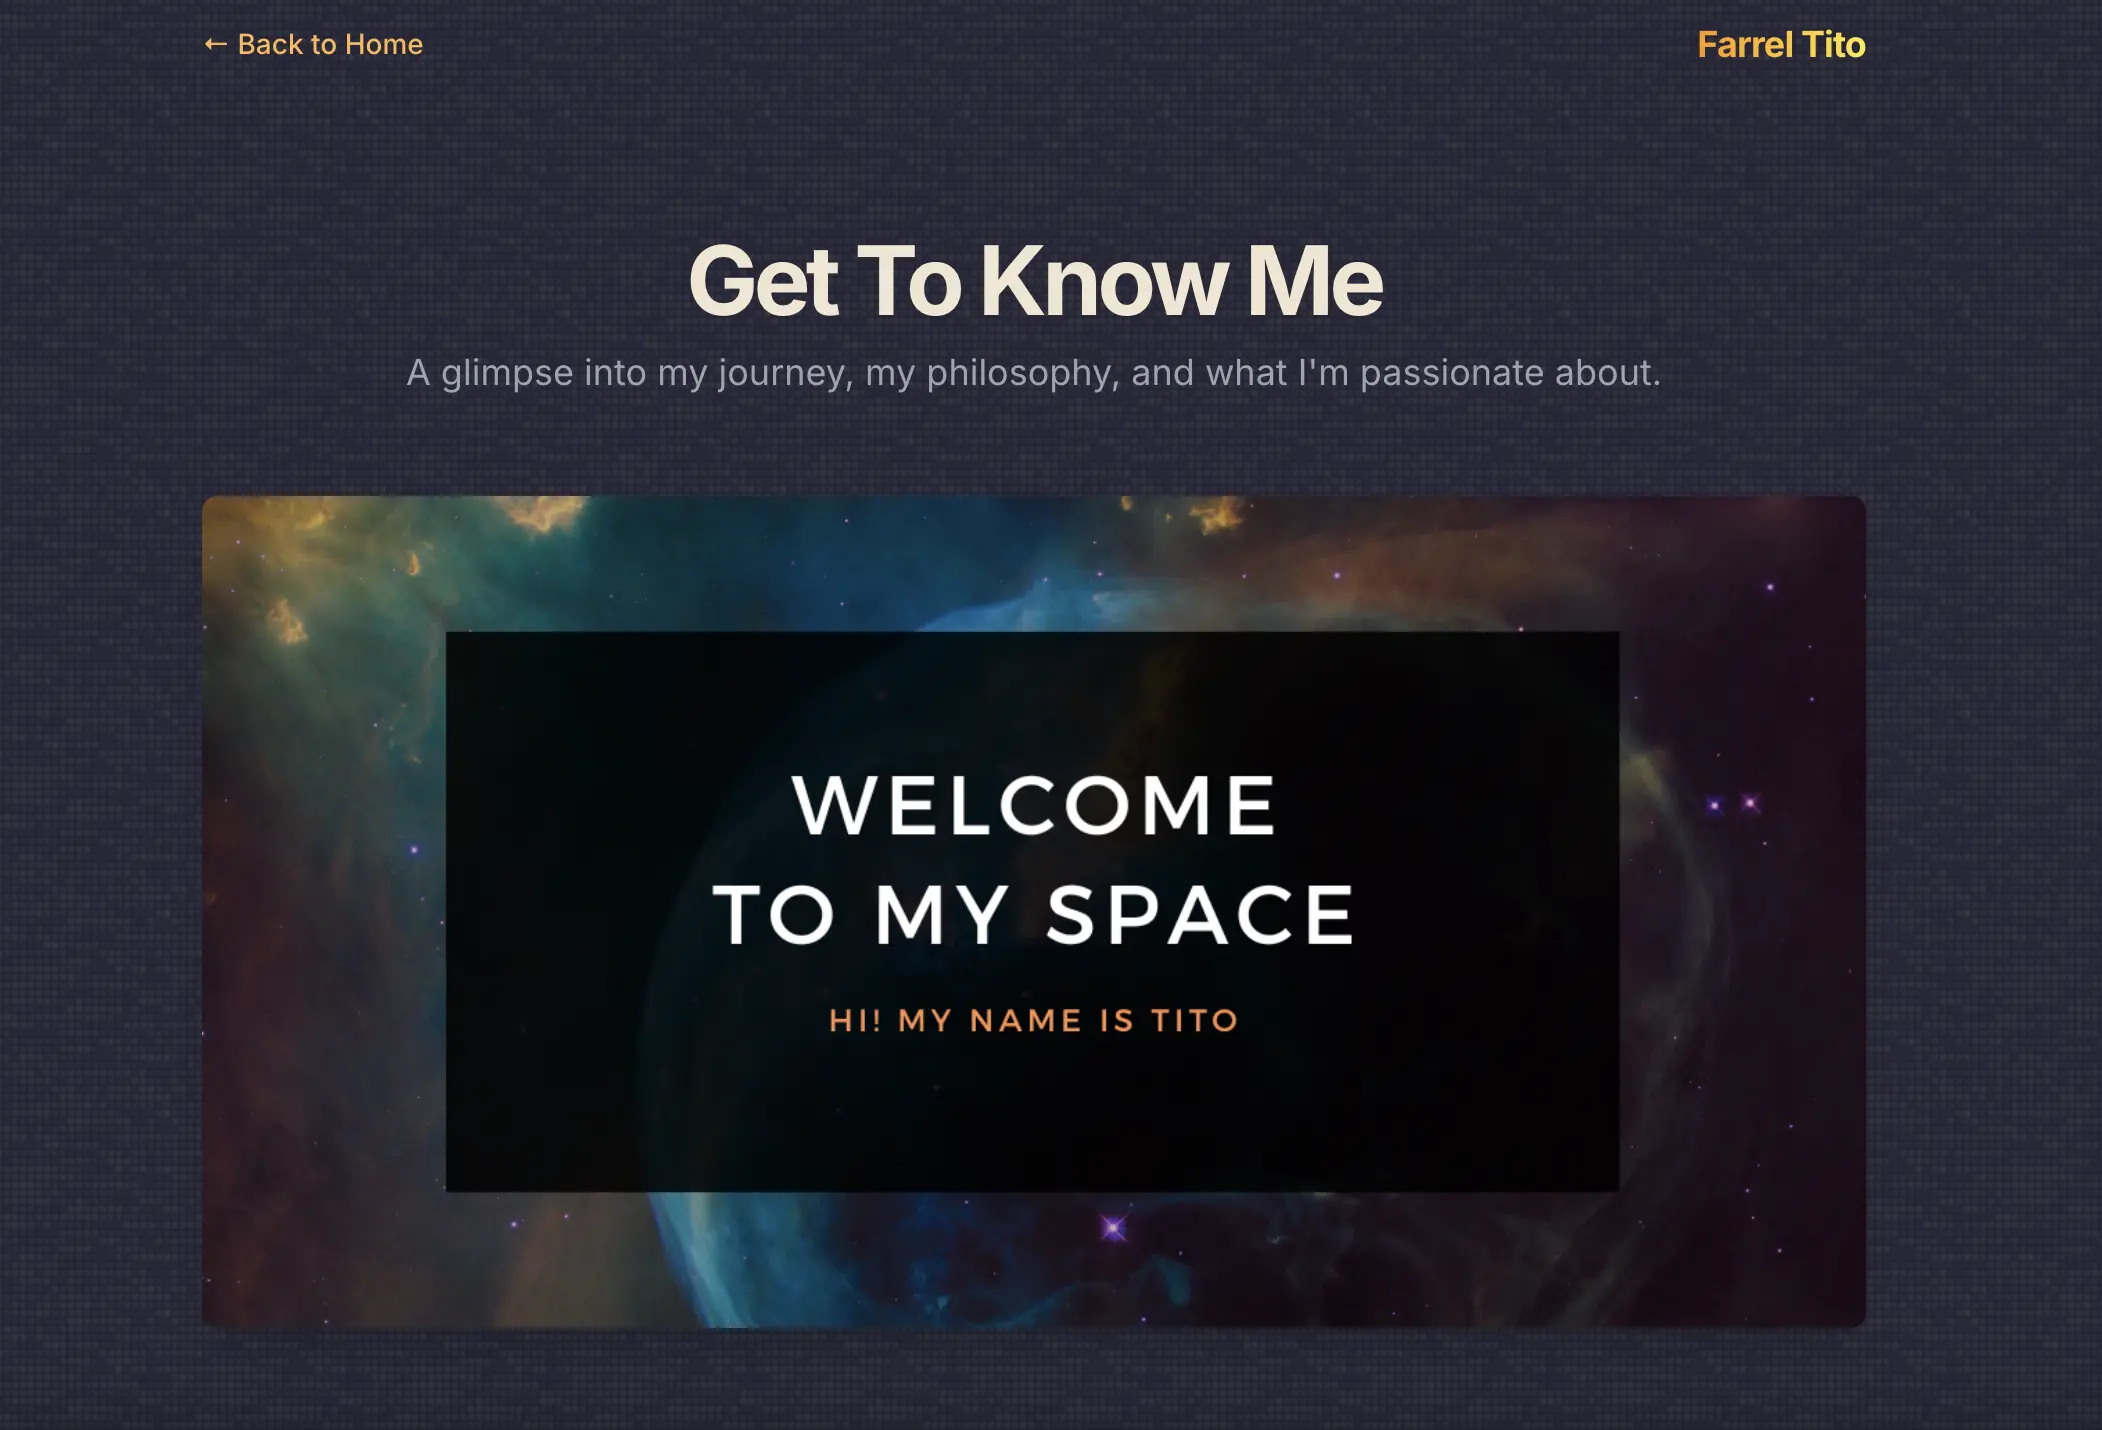 ← Back to Home
Farrel Tito
Get To Know Me
A glimpse into my journey, my philosophy, and what I'm passionate about.
WELCOME
TO MY SPACE
HI! MY NAME IS TITO